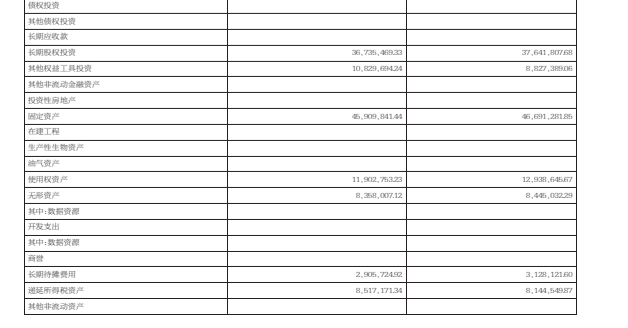 债权投资
其他债权投资
长期应收款
长期股权投资 36,735,469.33 37,641,807.68
其他权益工具投资 10,829,694.24 8,827,389.06
其他非流动金融资产
投资性房地产
固定资产 45,909,841.44 46,691,281.85
在建工程
生产性生物资产
油气资产
使用权资产 11,902,753.23 12,938,645.67
无形资产 8,358,007.12 8,445,032.29
其中:数据资源
开发支出
其中:数据资源
商誉
长期待摊费用 2,905,724.92 3,128,121.60
递延所得税资产 8,517,171.34 8,144,549.87
其他非流动资产